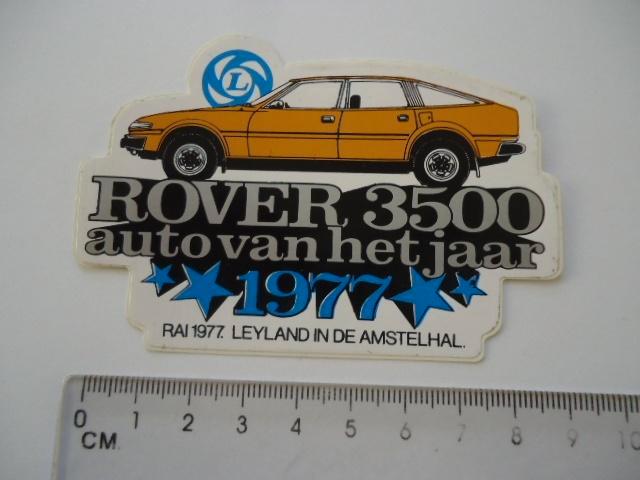 L
ROVER 3500
auto van het jaar
1977
RAI 1977. LEYLAND IN DE AMSTELHAL.
0 1 2 3 4 5 6 7 8 9 10
CM.